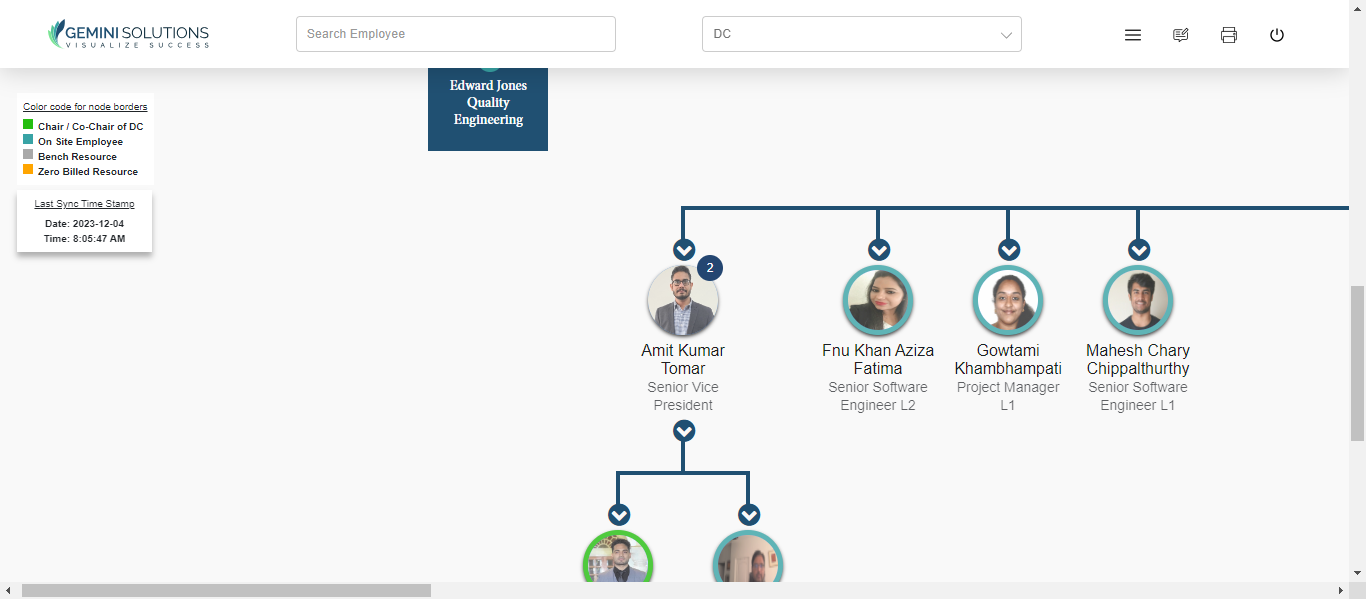 GEMINI SOLUTIONS
VISUALIZE SUCCESS
Search Employee
DC
Edward Jones
Quality
Engineering
Color code for node borders
Chair / Co-Chair of DC
On Site Employee
Bench Resource
Zero Billed Resource
Last Sync Time Stamp
Date: 2023-12-04
Time: 8:05:47 AM
2
Amit Kumar
Tomar
Senior Vice
President
Fnu Khan Aziza
Fatima
Senior Software
Engineer L2
Gowtami
Khambhampati
Project Manager
L1
Mahesh Chary
Chippalthurthy
Senior Software
Engineer L1